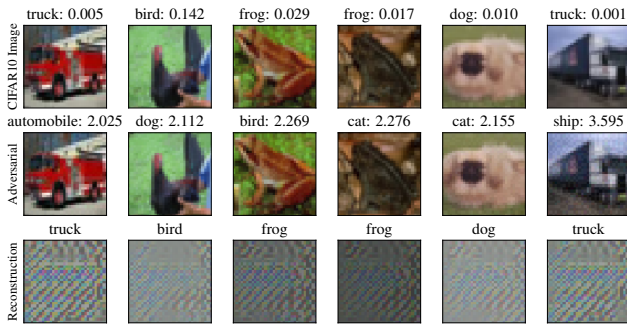 truck: 0.005 bird: 0.142 frog: 0.029 frog: 0.017 dog: 0.010 truck: 0.001
CIFAR10 Image
automobile: 2.025 dog: 2.112 bird: 2.269 cat: 2.276 cat: 2.155 ship: 3.595
Adversarial
truck bird frog frog dog truck
Reconstruction